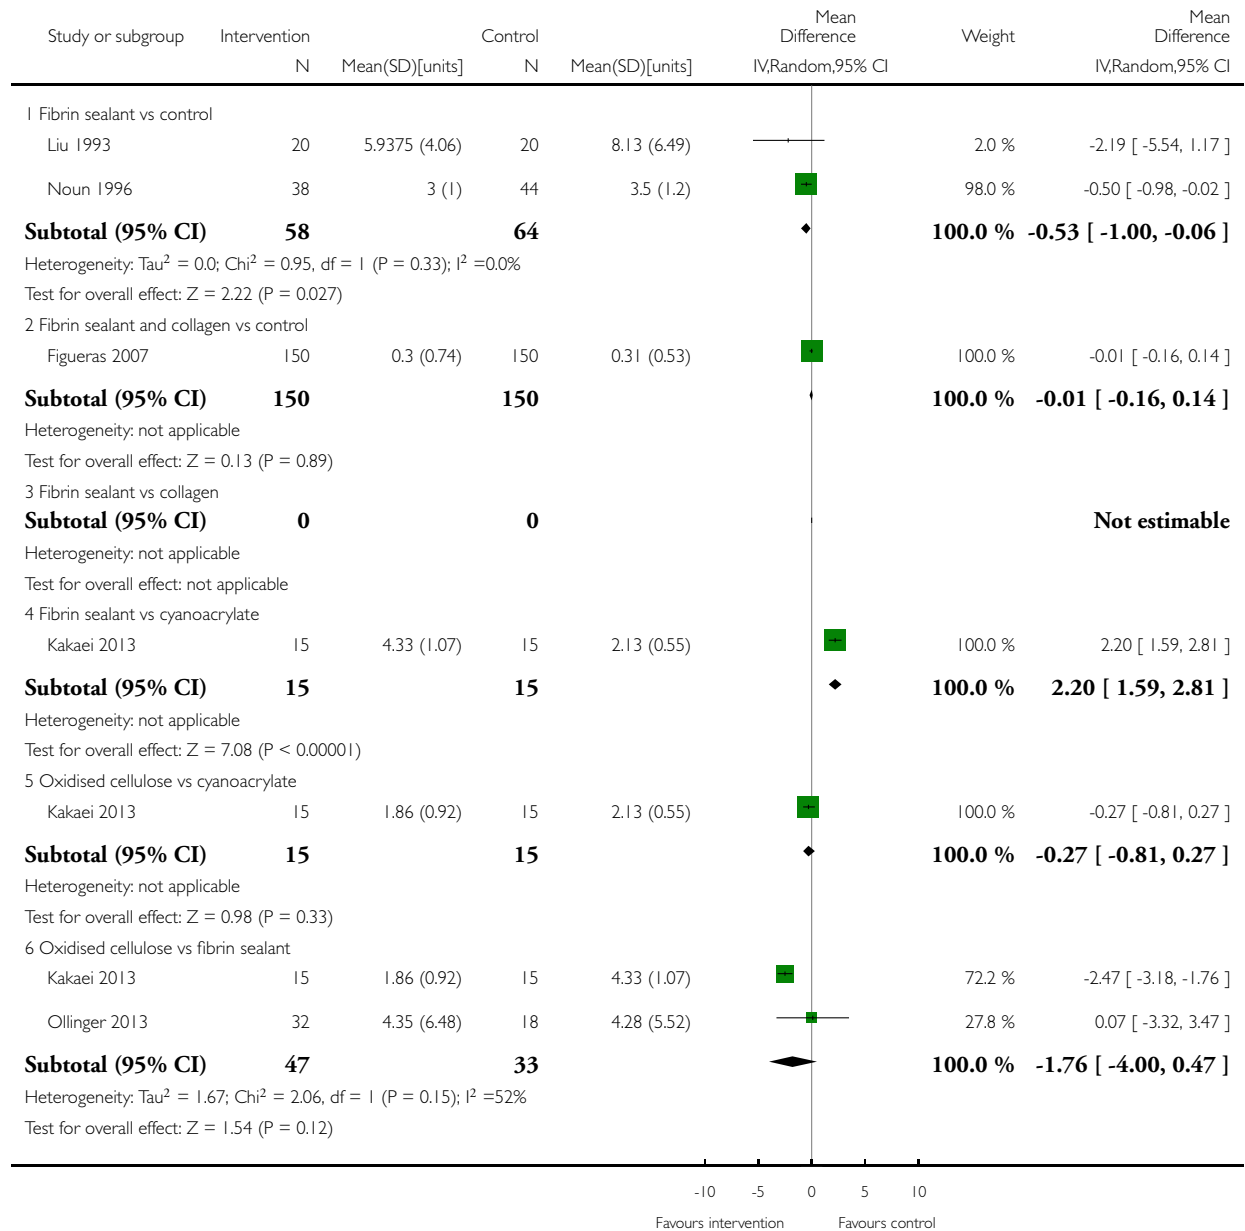 Study or subgroup Intervention Control Mean Difference Weight Mean Difference
N Mean(SD)[units] N Mean(SD)[units] IV,Random,95% CI IV,Random,95% CI
1 Fibrin sealant vs control
Liu 1993 20 5.9375 (4.06) 20 8.13 (6.49) 2.0 % -2.19 [ -5.54, 1.17 ]
Noun 1996 38 3 (1) 44 3.5 (1.2) 98.0 % -0.50 [ -0.98, -0.02 ]
Subtotal (95% CI) 58 64 100.0 % -0.53 [ -1.00, -0.06 ]
Heterogeneity: Tau² = 0.0; Chi² = 0.95, df = 1 (P = 0.33); I² =0.0%
Test for overall effect: Z = 2.22 (P = 0.027)
2 Fibrin sealant and collagen vs control
Figueras 2007 150 0.3 (0.74) 150 0.31 (0.53) 100.0 % -0.01 [ -0.16, 0.14 ]
Subtotal (95% CI) 150 150 100.0 % -0.01 [ -0.16, 0.14 ]
Heterogeneity: not applicable
Test for overall effect: Z = 0.13 (P = 0.89)
3 Fibrin sealant vs collagen
Subtotal (95% CI) 0 0 Not estimable
Heterogeneity: not applicable
Test for overall effect: not applicable
4 Fibrin sealant vs cyanoacrylate
Kakaei 2013 15 4.33 (1.07) 15 2.13 (0.55) 100.0 % 2.20 [ 1.59, 2.81 ]
Subtotal (95% CI) 15 15 100.0 % 2.20 [ 1.59, 2.81 ]
Heterogeneity: not applicable
Test for overall effect: Z = 7.08 (P < 0.00001)
5 Oxidised cellulose vs cyanoacrylate
Kakaei 2013 15 1.86 (0.92) 15 2.13 (0.55) 100.0 % -0.27 [ -0.81, 0.27 ]
Subtotal (95% CI) 15 15 100.0 % -0.27 [ -0.81, 0.27 ]
Heterogeneity: not applicable
Test for overall effect: Z = 0.98 (P = 0.33)
6 Oxidised cellulose vs fibrin sealant
Kakaei 2013 15 1.86 (0.92) 15 4.33 (1.07) 72.2 % -2.47 [ -3.18, -1.76 ]
Ollinger 2013 32 4.35 (6.48) 18 4.28 (5.52) 27.8 % 0.07 [ -3.32, 3.47 ]
Subtotal (95% CI) 47 33 100.0 % -1.76 [ -4.00, 0.47 ]
Heterogeneity: Tau² = 1.67; Chi² = 2.06, df = 1 (P = 0.15); I² =52%
Test for overall effect: Z = 1.54 (P = 0.12)
-10 -5 0 5 10
Favours intervention Favours control